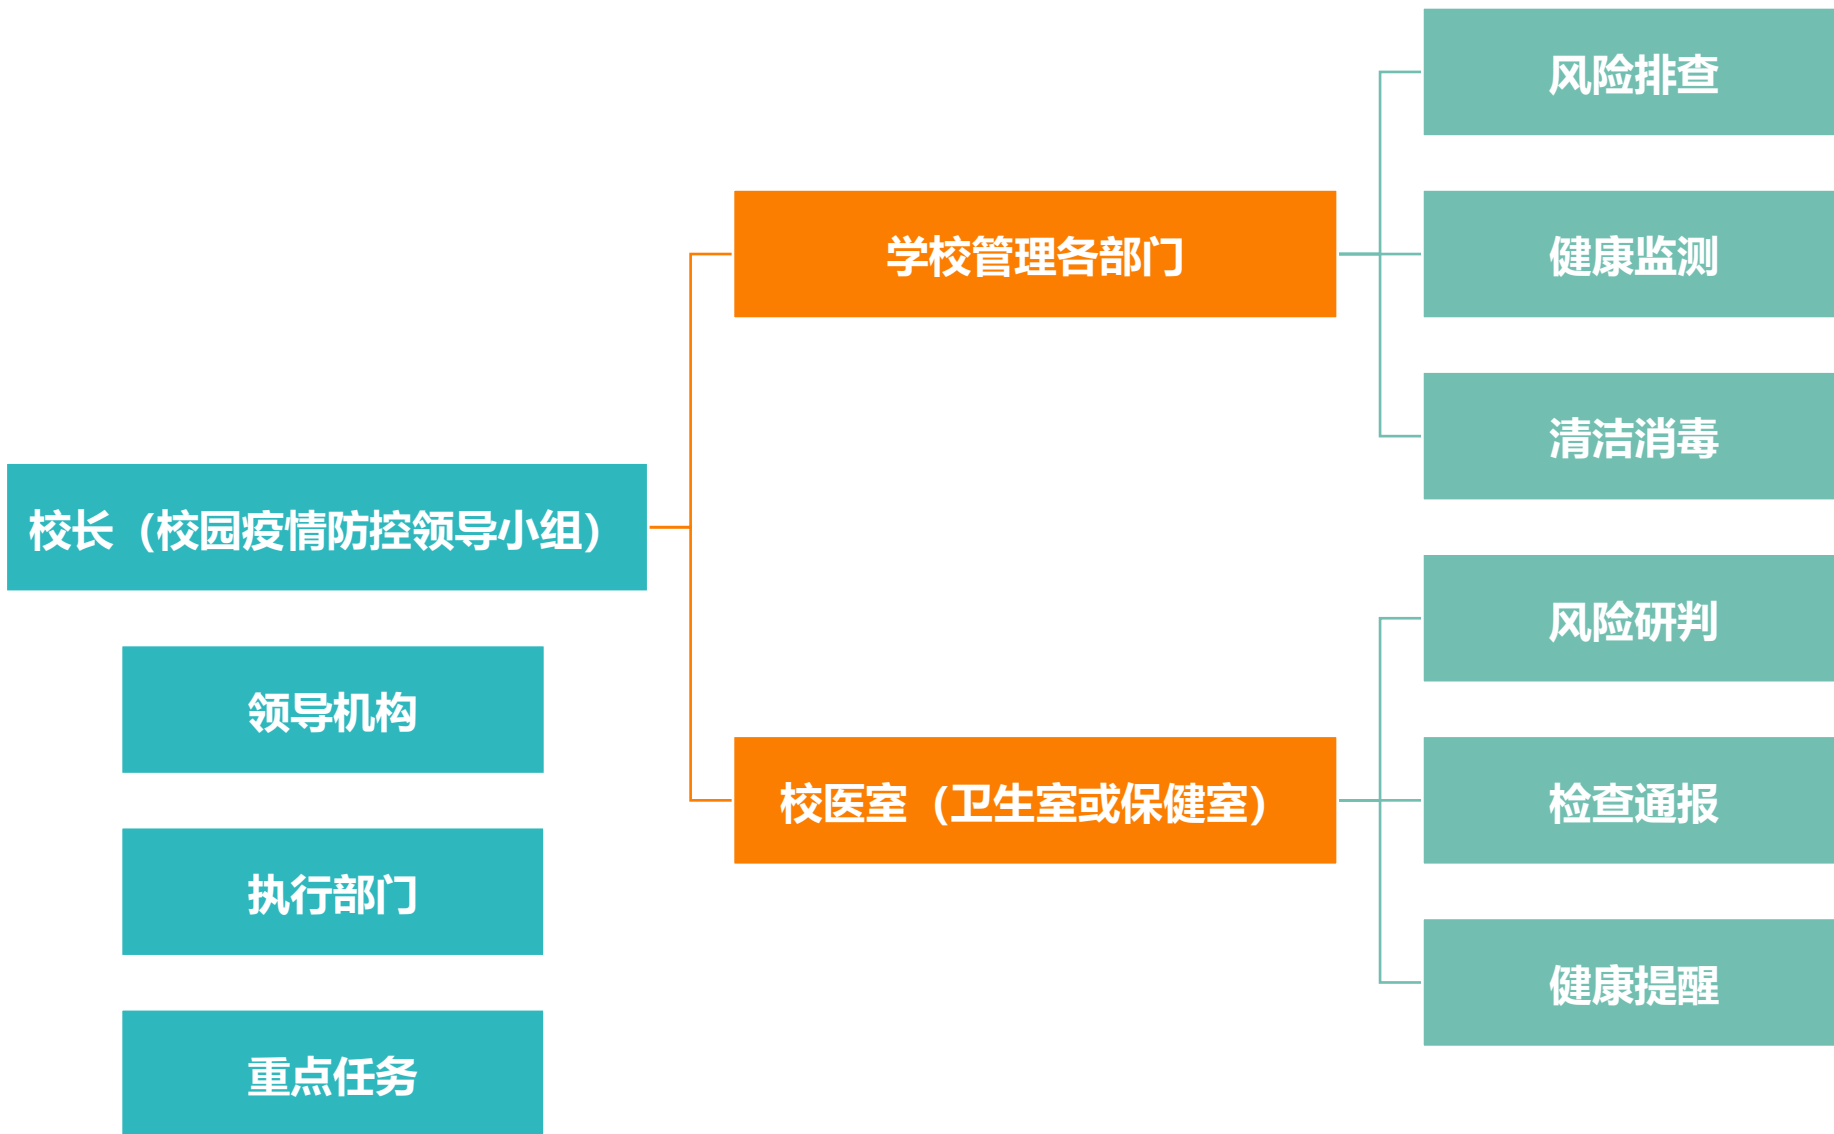 校长（校园疫情防控领导小组）
领导机构
执行部门
重点任务
学校管理各部门
校医室（卫生室或保健室）
风险排查
健康监测
清洁消毒
风险研判
检查通报
健康提醒